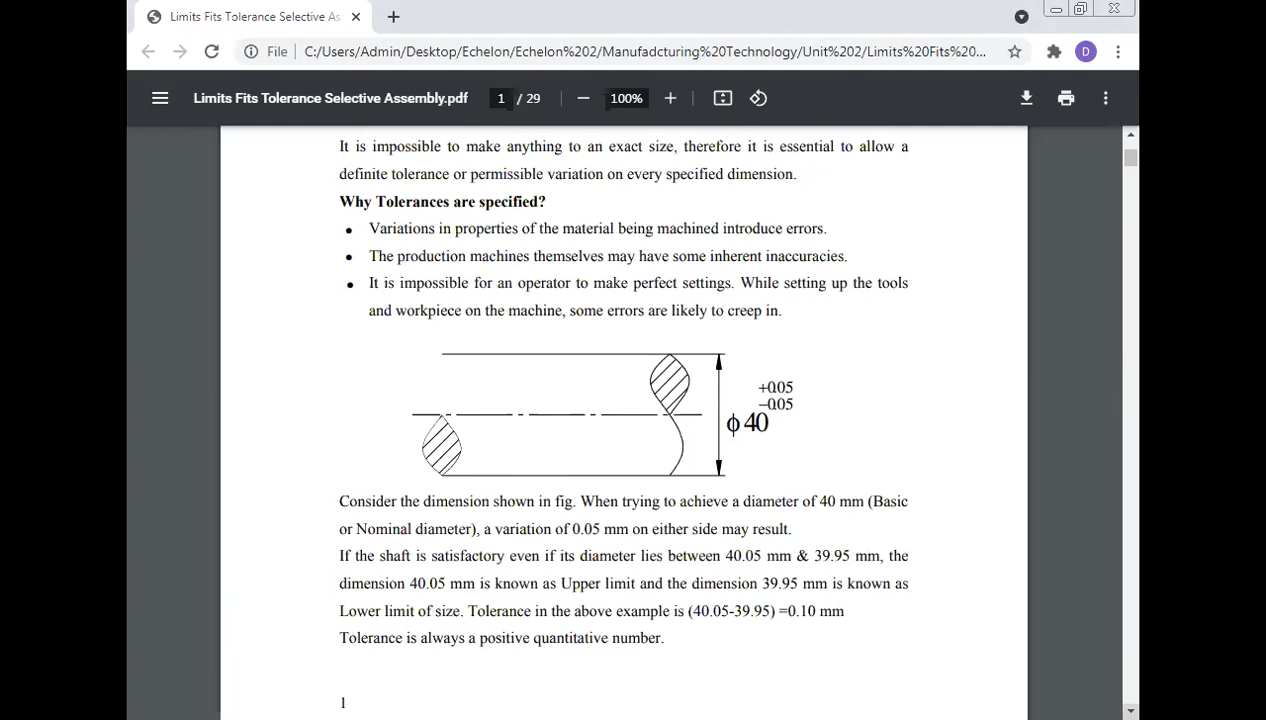 Limits Fits Tolerance Selective As
File C:/Users/Admin/Desktop/Echelon/Echelon%202/Manufadcturing%20Technology/Unit%202/Limits%20Fits%20... D
Limits Fits Tolerance Selective Assembly.pdf 1 / 29 100%
It is impossible to make anything to an exact size, therefore it is essential to allow a
definite tolerance or permissible variation on every specified dimension.
Why Tolerances are specified?
• Variations in properties of the material being machined introduce errors.
• The production machines themselves may have some inherent inaccuracies.
• It is impossible for an operator to make perfect settings. While setting up the tools
and workpiece on the machine, some errors are likely to creep in.
+0.05
−0.05
ϕ40
Consider the dimension shown in fig. When trying to achieve a diameter of 40 mm (Basic
or Nominal diameter), a variation of 0.05 mm on either side may result.
If the shaft is satisfactory even if its diameter lies between 40.05 mm & 39.95 mm, the
dimension 40.05 mm is known as Upper limit and the dimension 39.95 mm is known as
Lower limit of size. Tolerance in the above example is (40.05-39.95) =0.10 mm
Tolerance is always a positive quantitative number.
1